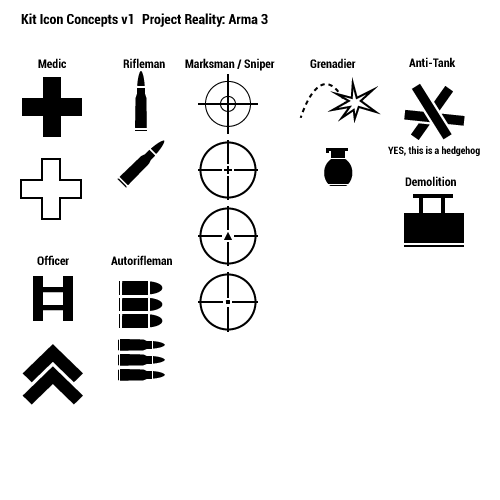 Kit Icon Concepts v1 Project Reality: Arma 3
Medic
Rifleman
Marksman / Sniper
Grenadier
Anti-Tank
YES, this is a hedgehog
Demolition
Officer
Autorifleman